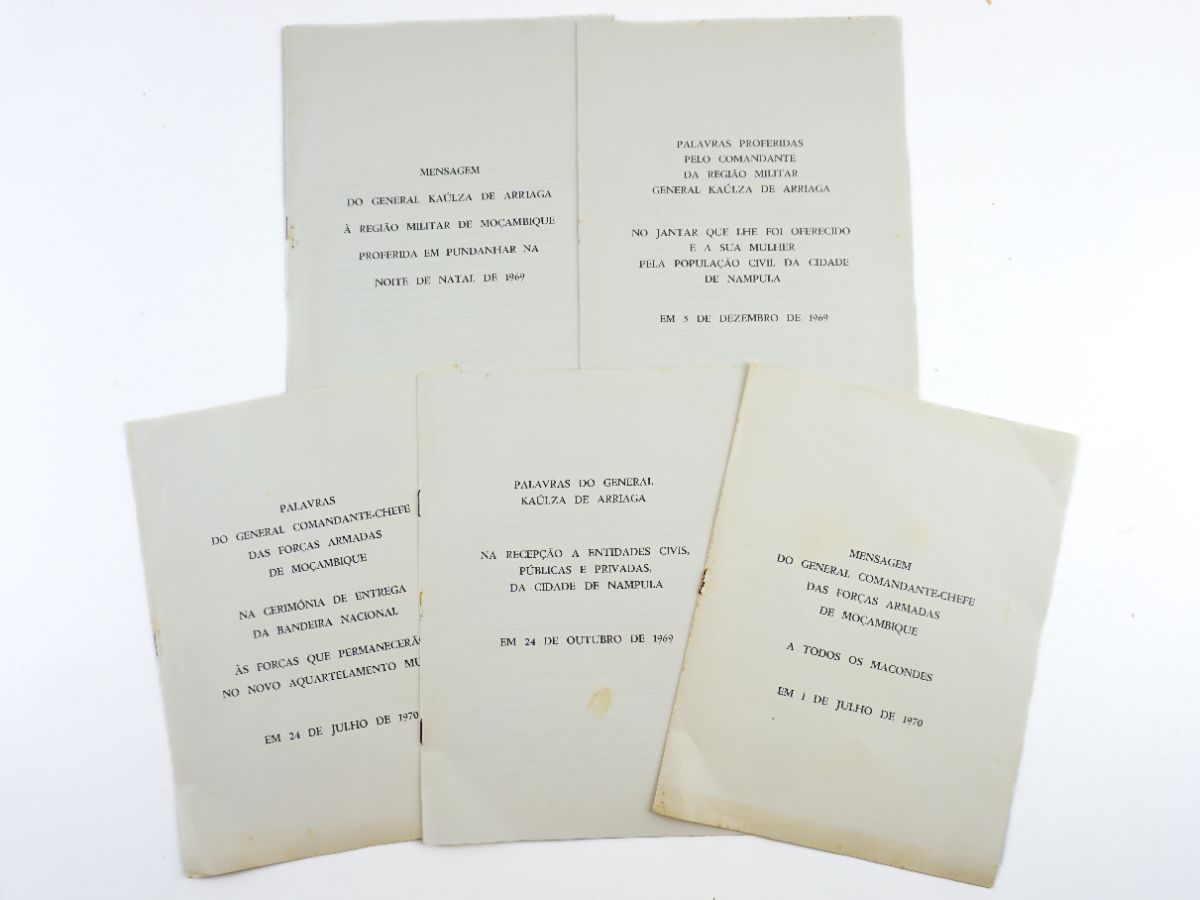 MENSAGEM
DO GENERAL KAÚLZA DE ARRIAGA
À REGIÃO MILITAR DE MOÇAMBIQUE
PROFERIDA EM PUNDANHAR NA
NOITE DE NATAL DE 1969
PALAVRAS PROFERIDAS
PELO COMANDANTE
DA REGIÃO MILITAR
GENERAL KAÚLZA DE ARRIAGA
NO JANTAR QUE LHE FOI OFERECIDO
E A SUA MULHER
PELA POPULAÇÃO CIVIL DA CIDADE
DE NAMPULA
EM 5 DE DEZEMBRO DE 1969
PALAVRAS
DO GENERAL COMANDANTE-CHEFE
DAS FORÇAS ARMADAS
DE MOÇAMBIQUE
NA CERIMÓNIA DE ENTREGA
DA BANDEIRA NACIONAL
ÀS FORÇAS QUE PERMANECERÃ
NO NOVO AQUARTELAMENTO MU
EM 24 DE JULHO DE 1970
PALAVRAS DO GENERAL
KAÚLZA DE ARRIAGA
NA RECEPÇÃO A ENTIDADES CIVIS,
PÚBLICAS E PRIVADAS,
DA CIDADE DE NAMPULA
EM 24 DE OUTUBRO DE 1969
MENSAGEM
DO GENERAL COMANDANTE-CHEFE
DAS FORÇAS ARMADAS
DE MOÇAMBIQUE
A TODOS OS MACONDES
EM 1 DE JULHO DE 1970